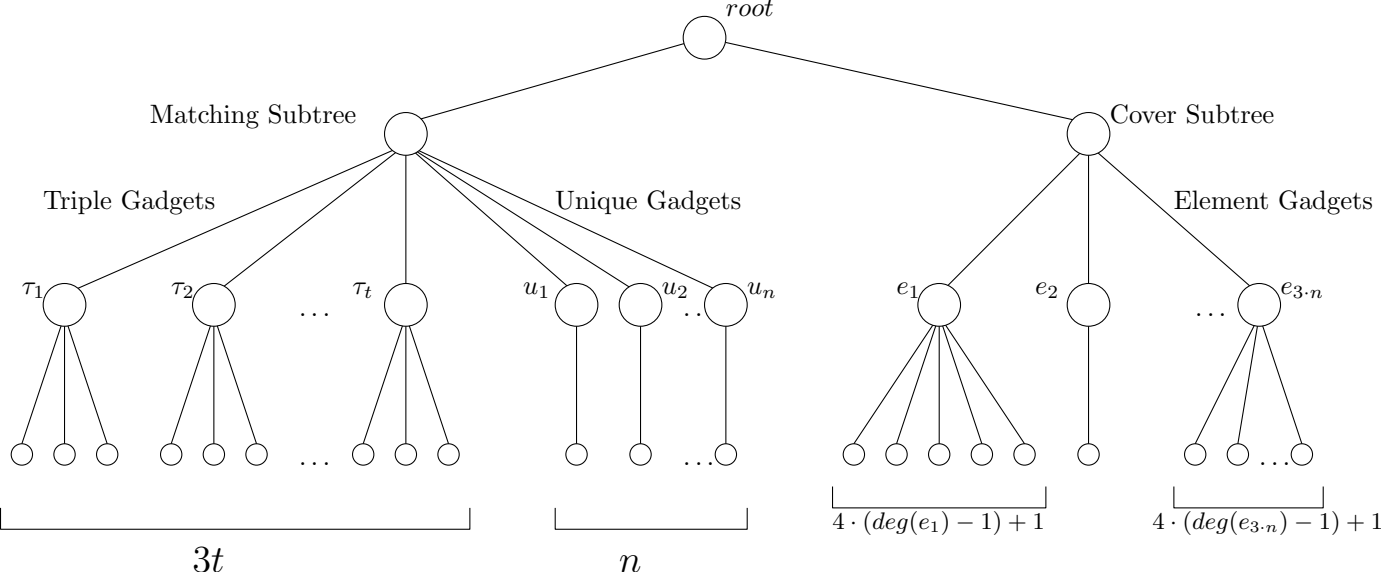 root
Matching Subtree
Cover Subtree
Triple Gadgets
Unique Gadgets
Element Gadgets
τ₁ τ₂ … τₜ u₁ u₂ … uₙ e₁ e₂ … e₃.ₙ
… … …
4 · (deg(e₁) − 1) + 1 4 · (deg(e₃.ₙ) − 1) + 1
3t n